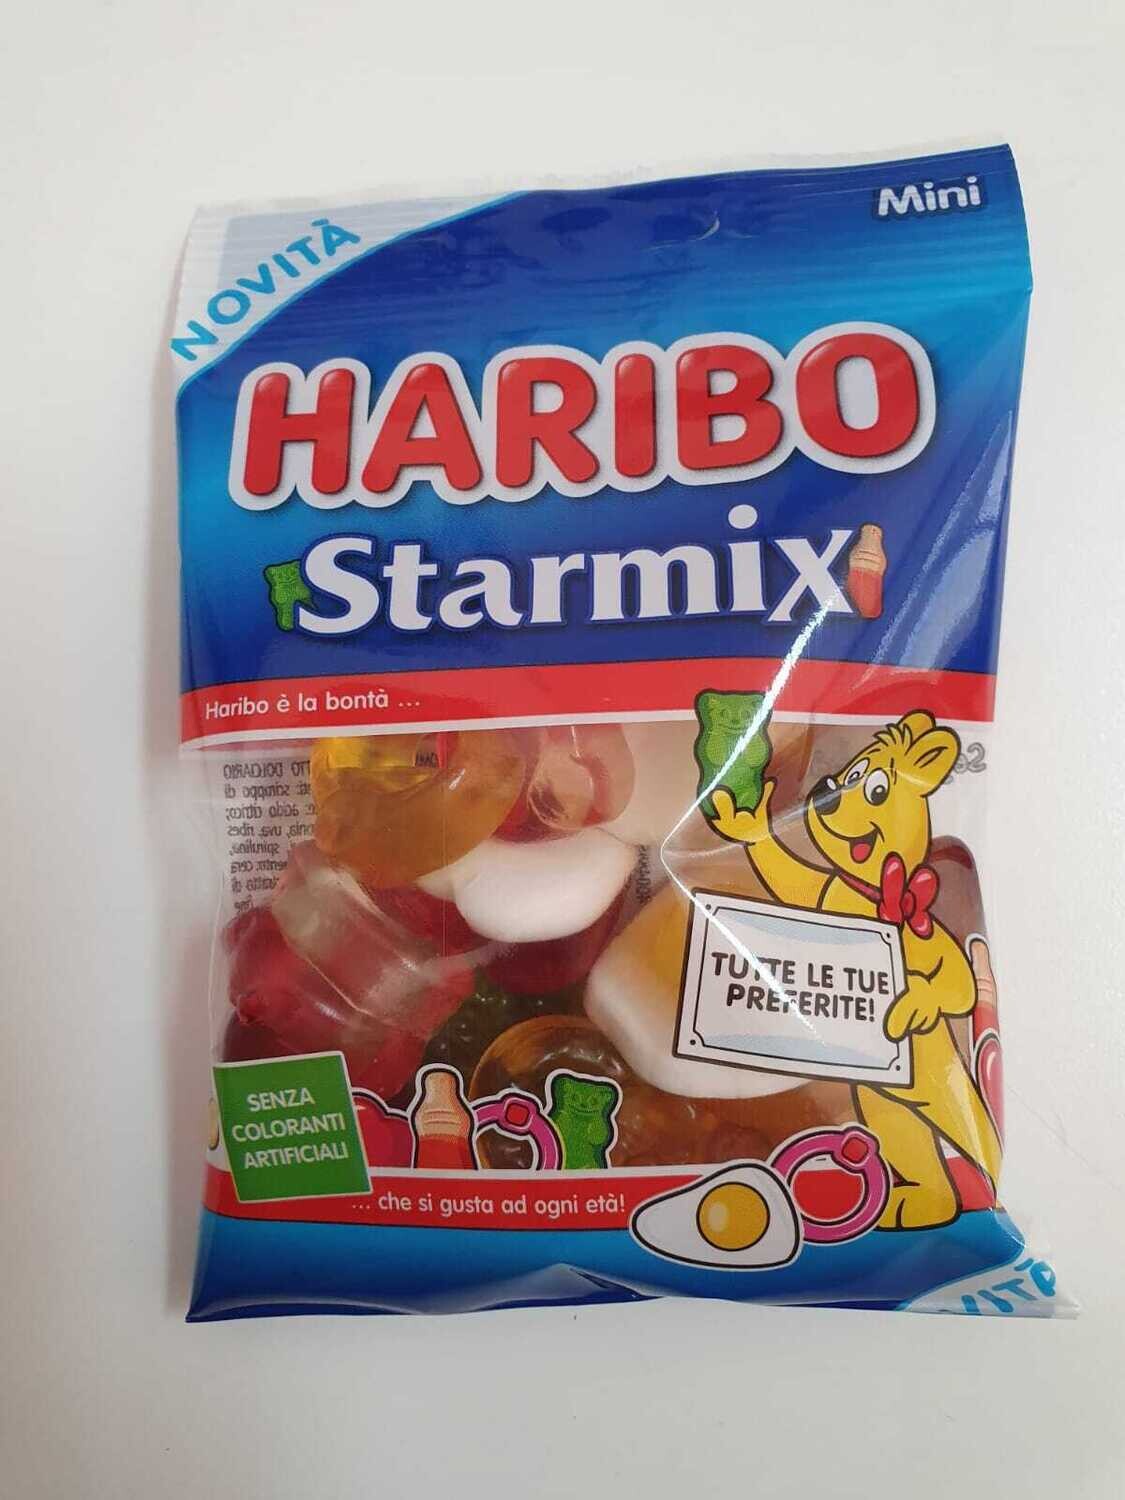 NOVITÀ
Mini
HARIBO
Starmix
Haribo è la bontà ...
TUTTE LE TUE
PREFERITE!
SENZA
COLORANTI
ARTIFICIALI
... che si gusta ad ogni età!
VITÀ